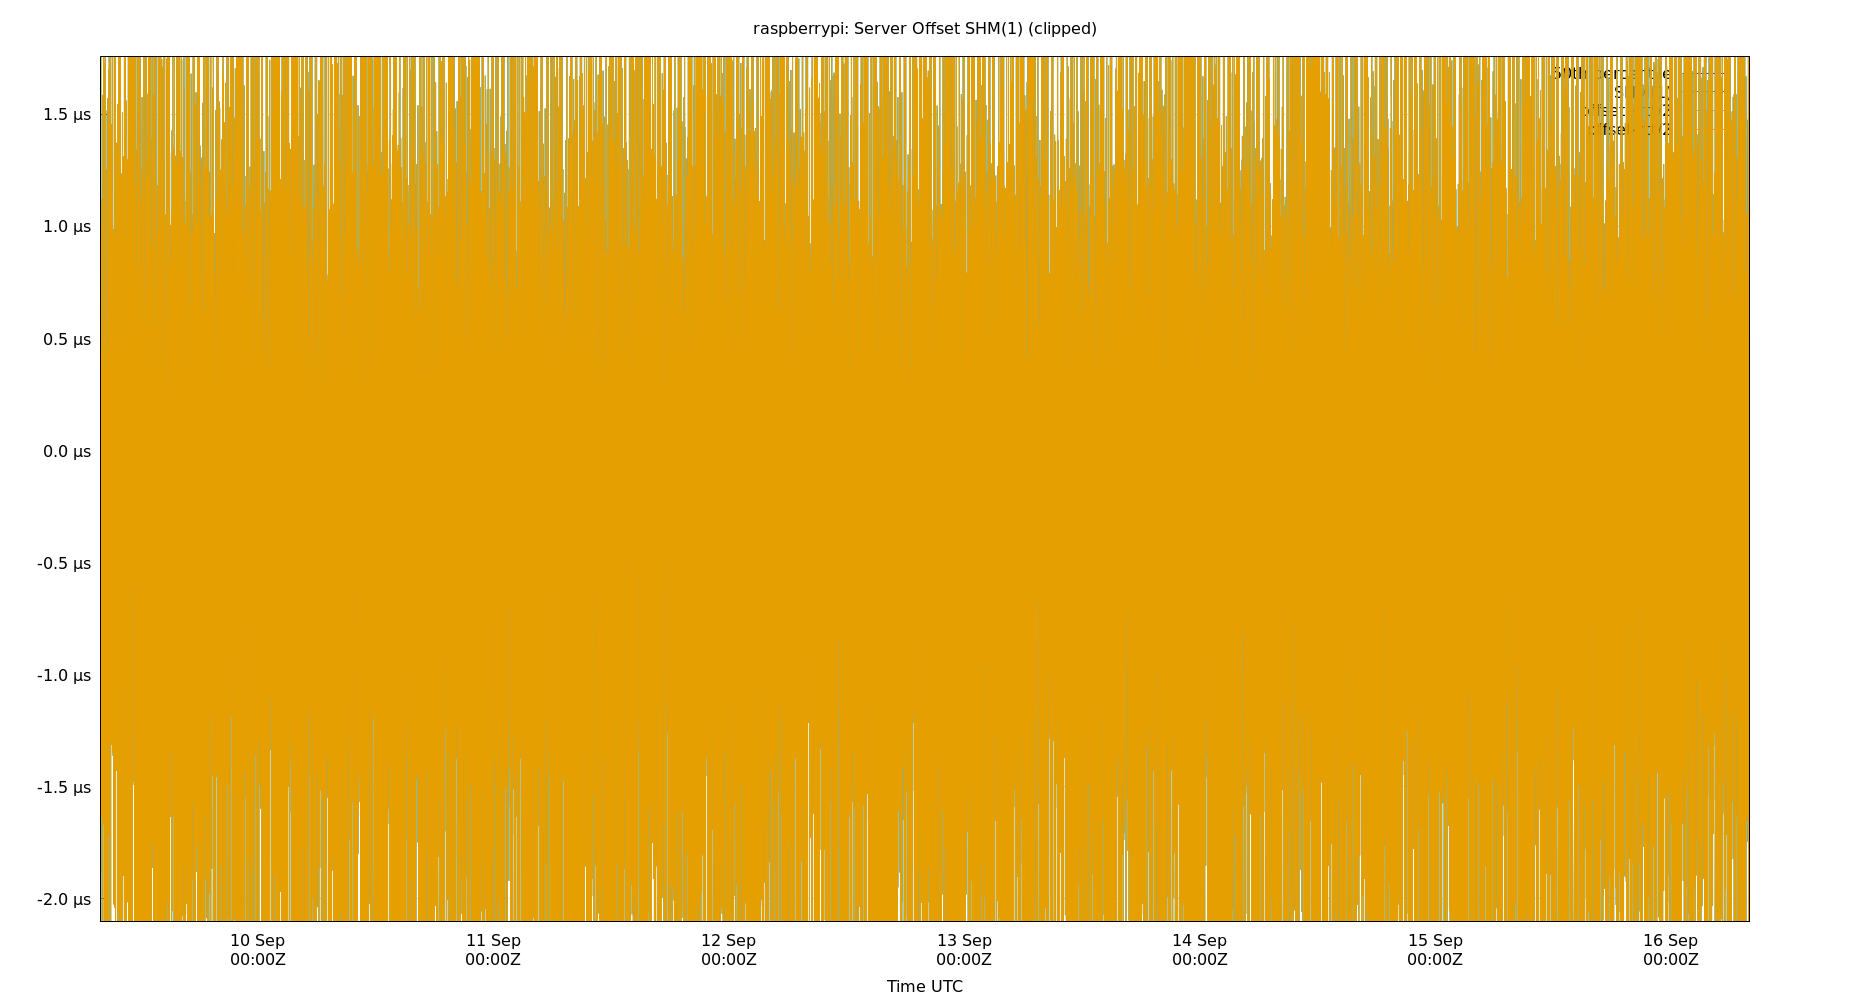 raspberrypi: Server Offset SHM(1) (clipped)
50th percentile
1.5 µs
1.0 µs
0.5 µs
0.0 µs
-0.5 µs
-1.0 µs
-1.5 µs
-2.0 µs
10 Sep 11 Sep 12 Sep 13 Sep 14 Sep 15 Sep 16 Sep
00:00Z 00:00Z 00:00Z 00:00Z 00:00Z 00:00Z 00:00Z
Time UTC